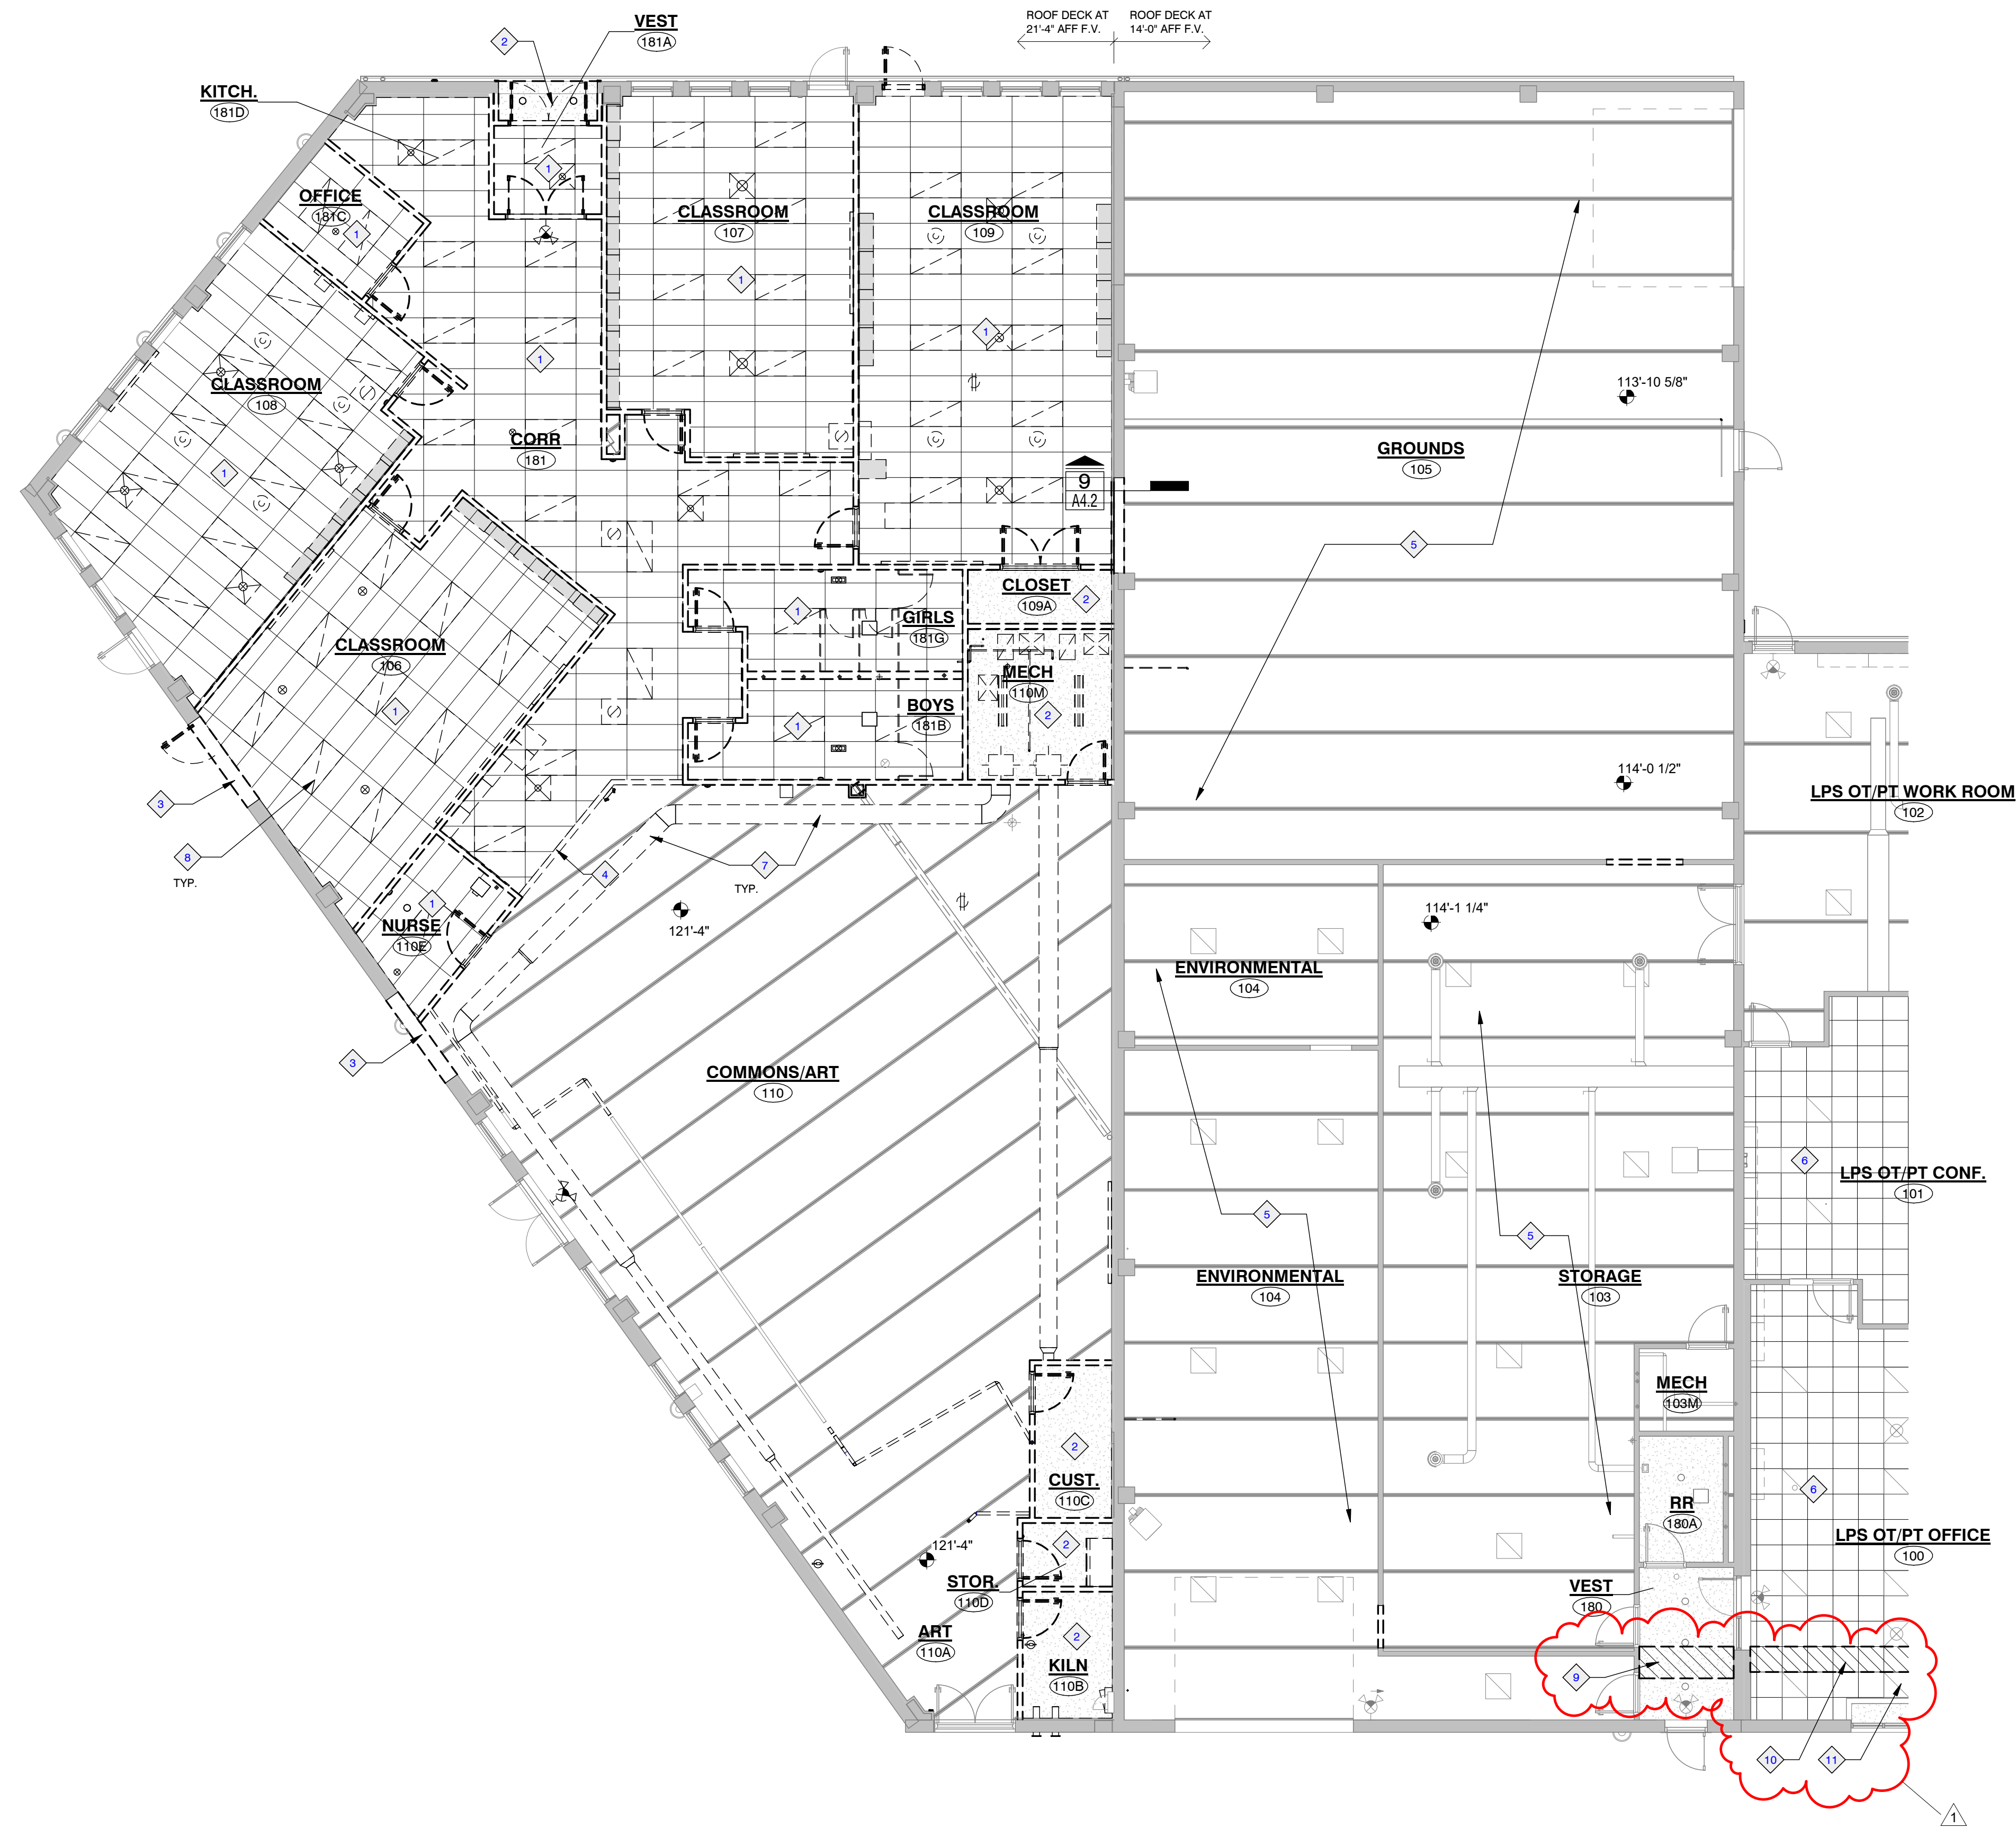 ROOF DECK AT
21'-4" AFF F.V.
ROOF DECK AT
14'-0" AFF F.V.
VEST
181A
2
KITCH.
181D
1
OFFICE
181C
1
CLASSROOM
107
1
CLASSROOM
109
1
1
CLASSROOM
108
1
CORR
181
113'-10 5/8"
GROUNDS
105
9
A4.2
5
CLOSET
109A
2
1
GIRLS
181G
CLASSROOM
106
1
MECH
110M
2
BOYS
181B
1
114'-0 1/2"
LPS OT/PT WORK ROOM
102
3
8
TYP.
4
7
TYP.
1
NURSE
110E
121'-4"
114'-1 1/4"
ENVIRONMENTAL
104
3
COMMONS/ART
110
6
LPS OT/PT CONF.
101
5
5
ENVIRONMENTAL
104
STORAGE
103
MECH
103M
2
CUST.
110C
6
RR
180A
LPS OT/PT OFFICE
100
121'-4"
2
STOR.
110D
VEST
180
ART
110A
2
KILN
110B
9
10
11
1